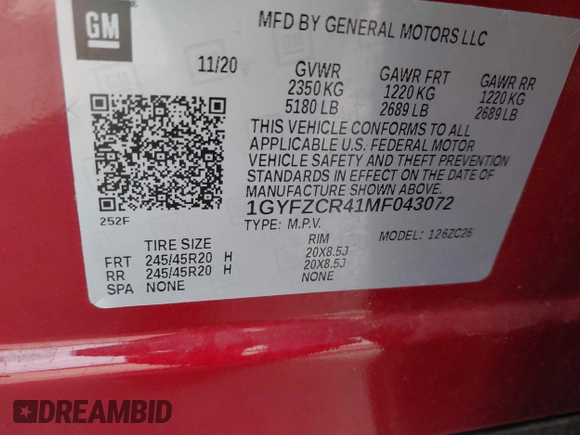 GM
MFD BY GENERAL MOTORS LLC
11/20 GVWR GAWR FRT GAWR RR
2350 KG 1220 KG 1220 KG
5180 LB 2689 LB 2689 LB
THIS VEHICLE CONFORMS TO ALL
APPLICABLE U.S. FEDERAL MOTOR
VEHICLE SAFETY AND THEFT PREVENTION
STANDARDS IN EFFECT ON THE DATE OF
MANUFACTURE SHOWN ABOVE.
1GYFZCR41MF043072
252F
TYPE: M.P.V. MODEL: 126ZC26
TIRE SIZE RIM
FRT 245/45R20 H 20X8.5J
RR 245/45R20 H 20X8.5J
SPA NONE NONE
DREAMBID